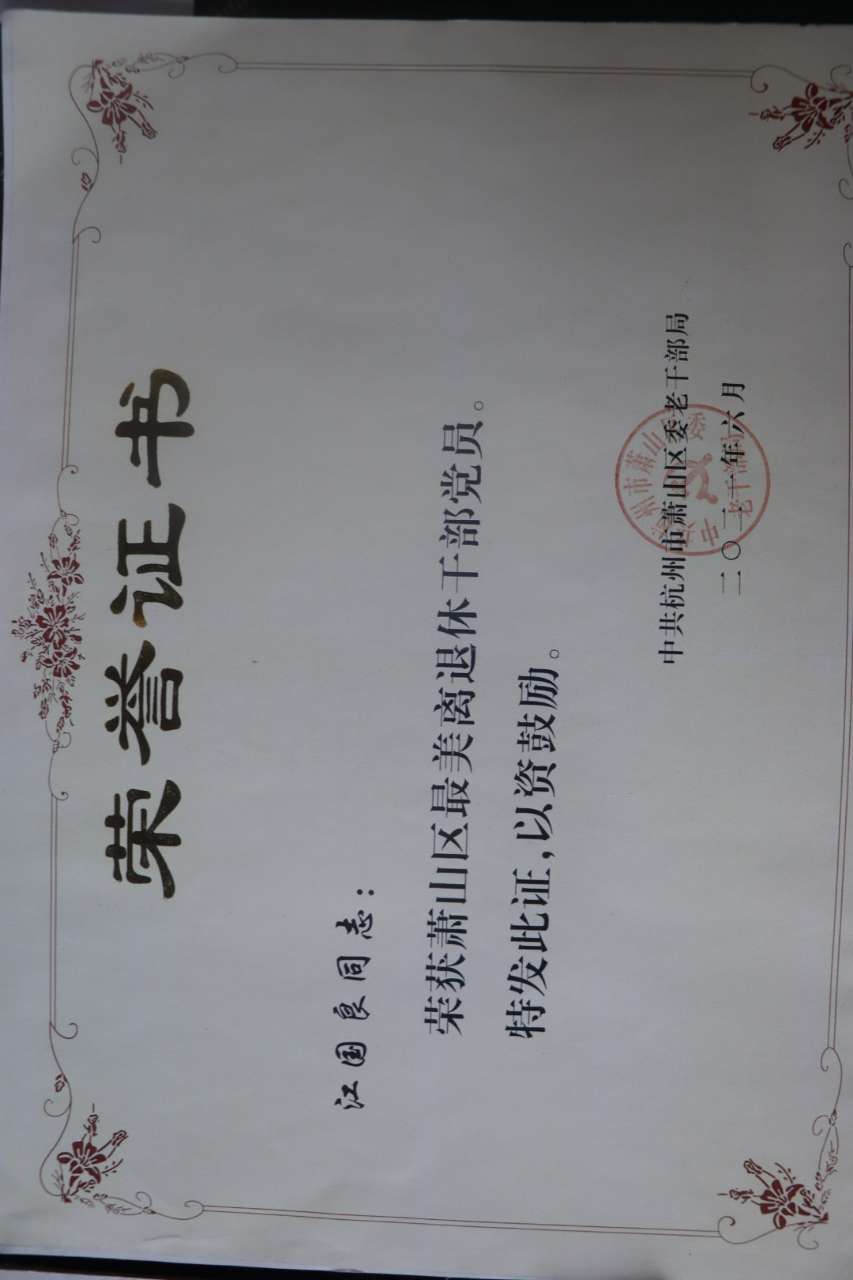 荣誉证书
江国良同志：
荣获萧山区最美离退休干部党员。
特发此证，以资鼓励。
中共杭州市萧山区委老干部局
二〇二一年六月